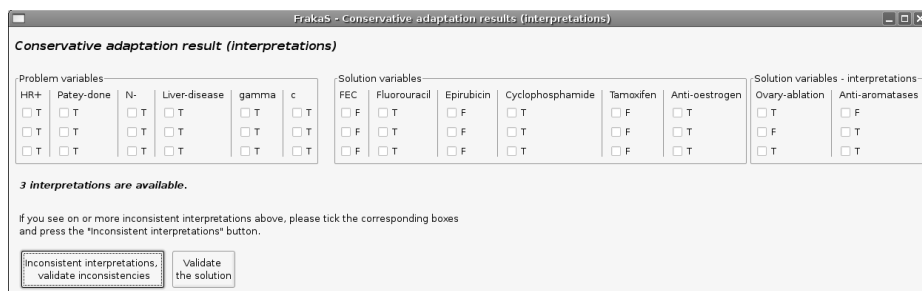 FrakaS - Conservative adaptation results (interpretations)
Conservative adaptation result (interpretations)
Problem variables Solution variables Solution variables - interpretations
HR+ Patey-done N- Liver-disease gamma c FEC Fluorouracil Epirubicin Cyclophosphamide Tamoxifen Anti-oestrogen Ovary-ablation Anti-aromatases
T T T T T T F T F T F T T F
T T T T T T F T F T F T F T
T T T T T T F T F T F T T T
3 interpretations are available.
If you see on or more inconsistent interpretations above, please tick the corresponding boxes
and press the "Inconsistent interpretations" button.
Inconsistent interpretations, Validate
validate inconsistencies the solution